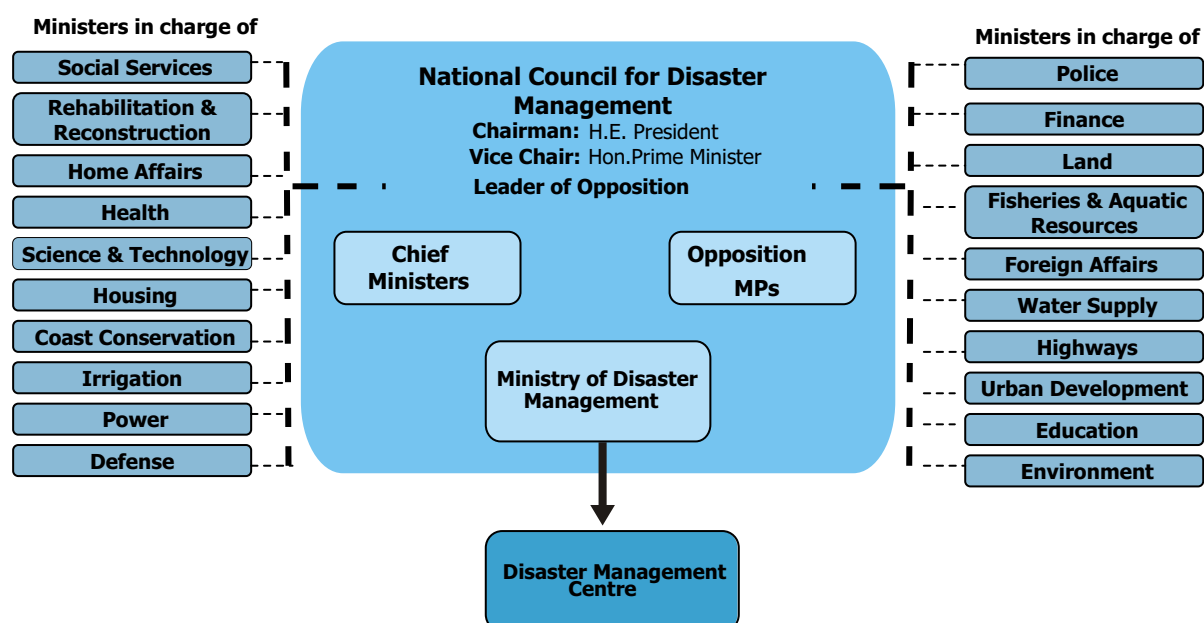 Ministers in charge of
Social Services
Rehabilitation &
Reconstruction
Home Affairs
Health
Science & Technology
Housing
Coast Conservation
Irrigation
Power
Defense
National Council for Disaster
Management
Chairman: H.E. President
Vice Chair: Hon.Prime Minister
Leader of Opposition
Chief
Ministers
Opposition
MPs
Ministry of Disaster
Management
Disaster Management
Centre
Ministers in charge of
Police
Finance
Land
Fisheries & Aquatic
Resources
Foreign Affairs
Water Supply
Highways
Urban Development
Education
Environment